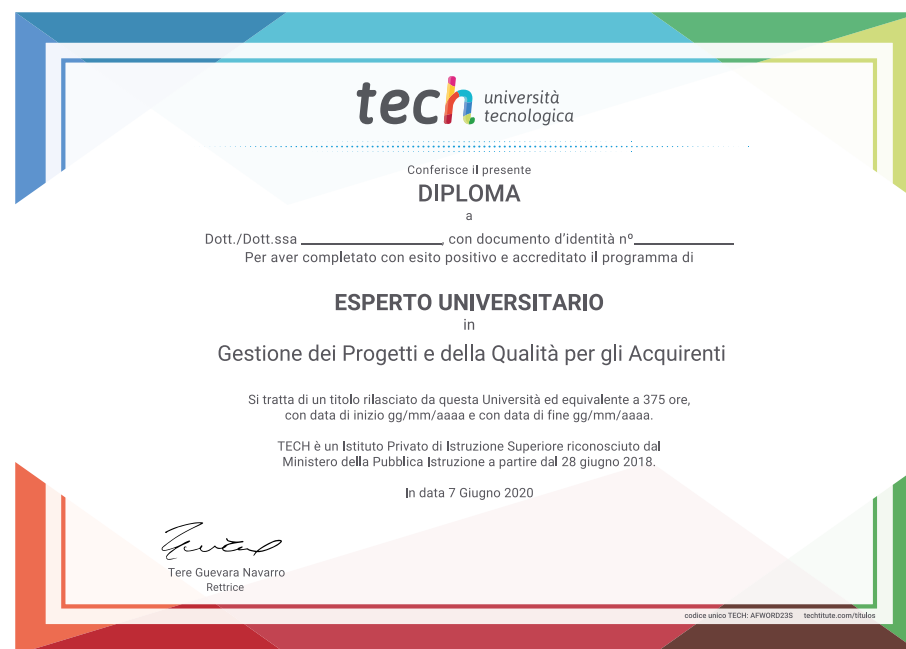 tech università
tecnologica
Conferisce il presente
DIPLOMA
a
Dott./Dott.ssa ____________________, con documento d'identità nº______________
Per aver completato con esito positivo e accreditato il programma di
ESPERTO UNIVERSITARIO
in
Gestione dei Progetti e della Qualità per gli Acquirenti
Si tratta di un titolo rilasciato da questa Università ed equivalente a 375 ore,
con data di inizio gg/mm/aaaa e con data di fine gg/mm/aaaa.
TECH è un Istituto Privato di Istruzione Superiore riconosciuto dal
Ministero della Pubblica Istruzione a partire dal 28 giugno 2018.
In data 7 Giugno 2020
Tere Guevara Navarro
Rettrice
codice unico TECH: AFWORD23S techtitute.com/titulos